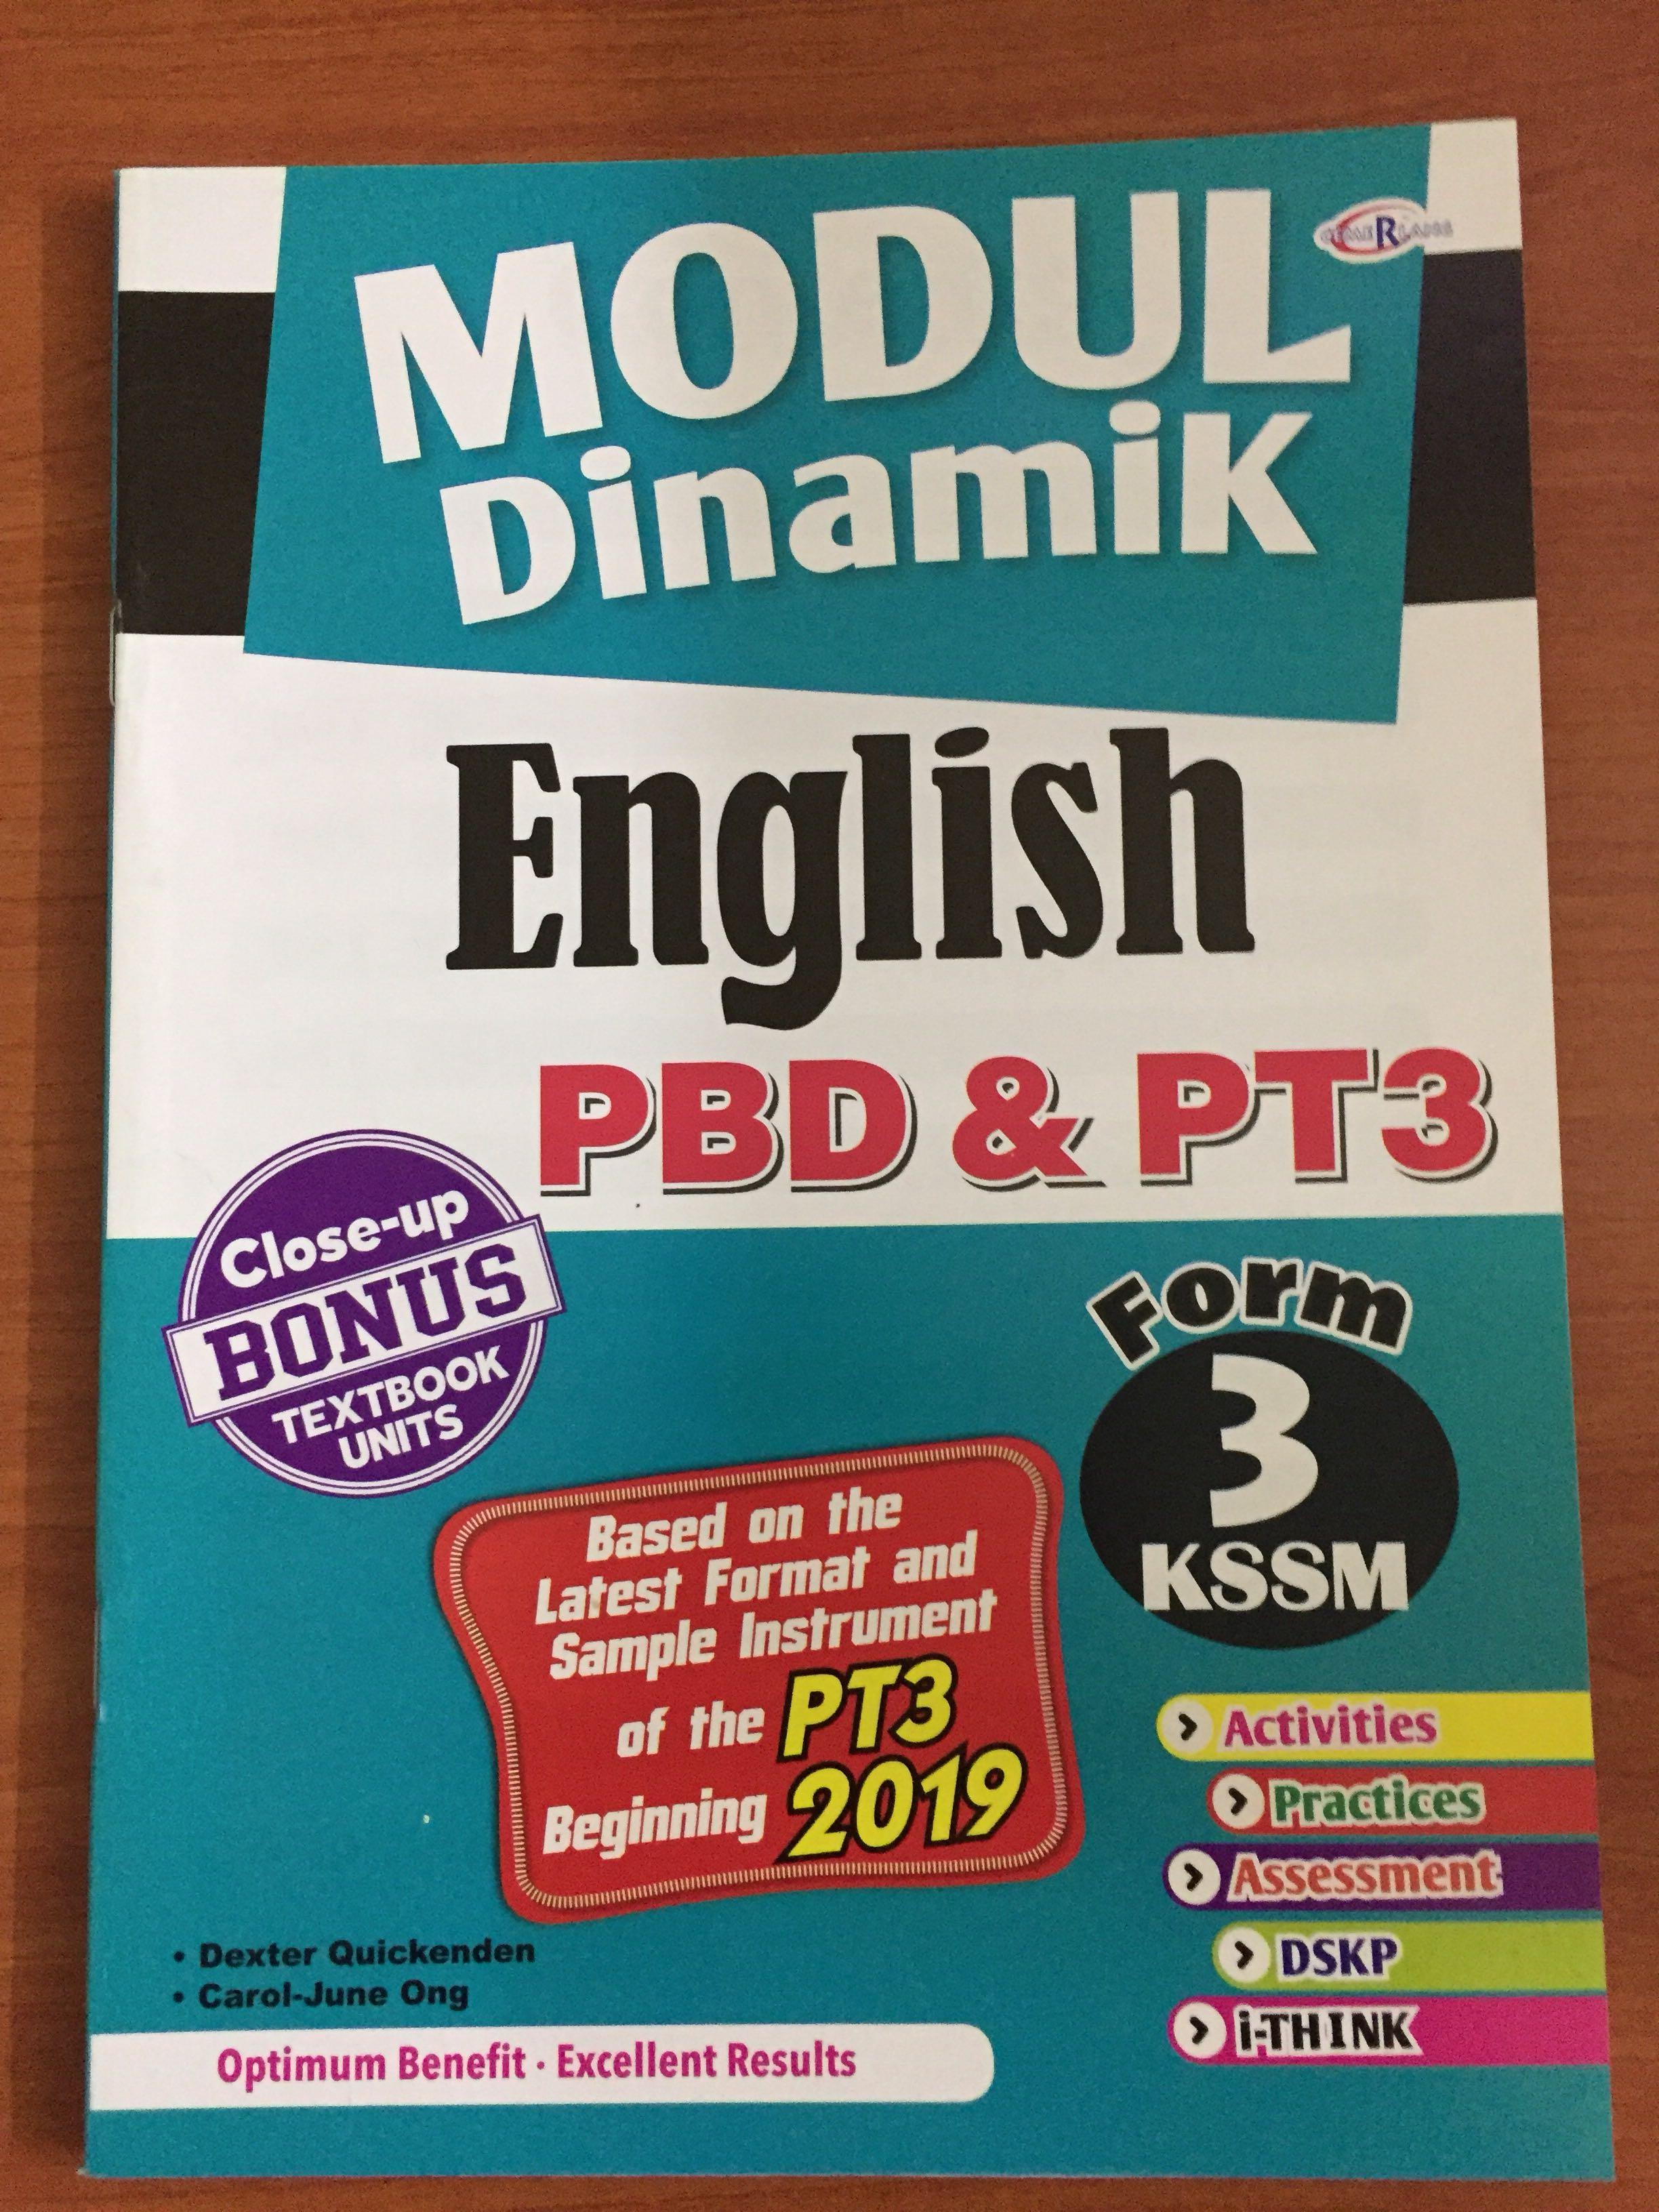 CEMERLANG
MODUL
Dinamik
English
PBD & PT3
Close-up
BONUS
TEXTBOOK
UNITS
Form
3
KSSM
Based on the
Latest Format and
Sample Instrument
of the PT3
Beginning 2019
Activities
Practices
Assessment
DSKP
i-THINK
• Dexter Quickenden
• Carol-June Ong
Optimum Benefit · Excellent Results